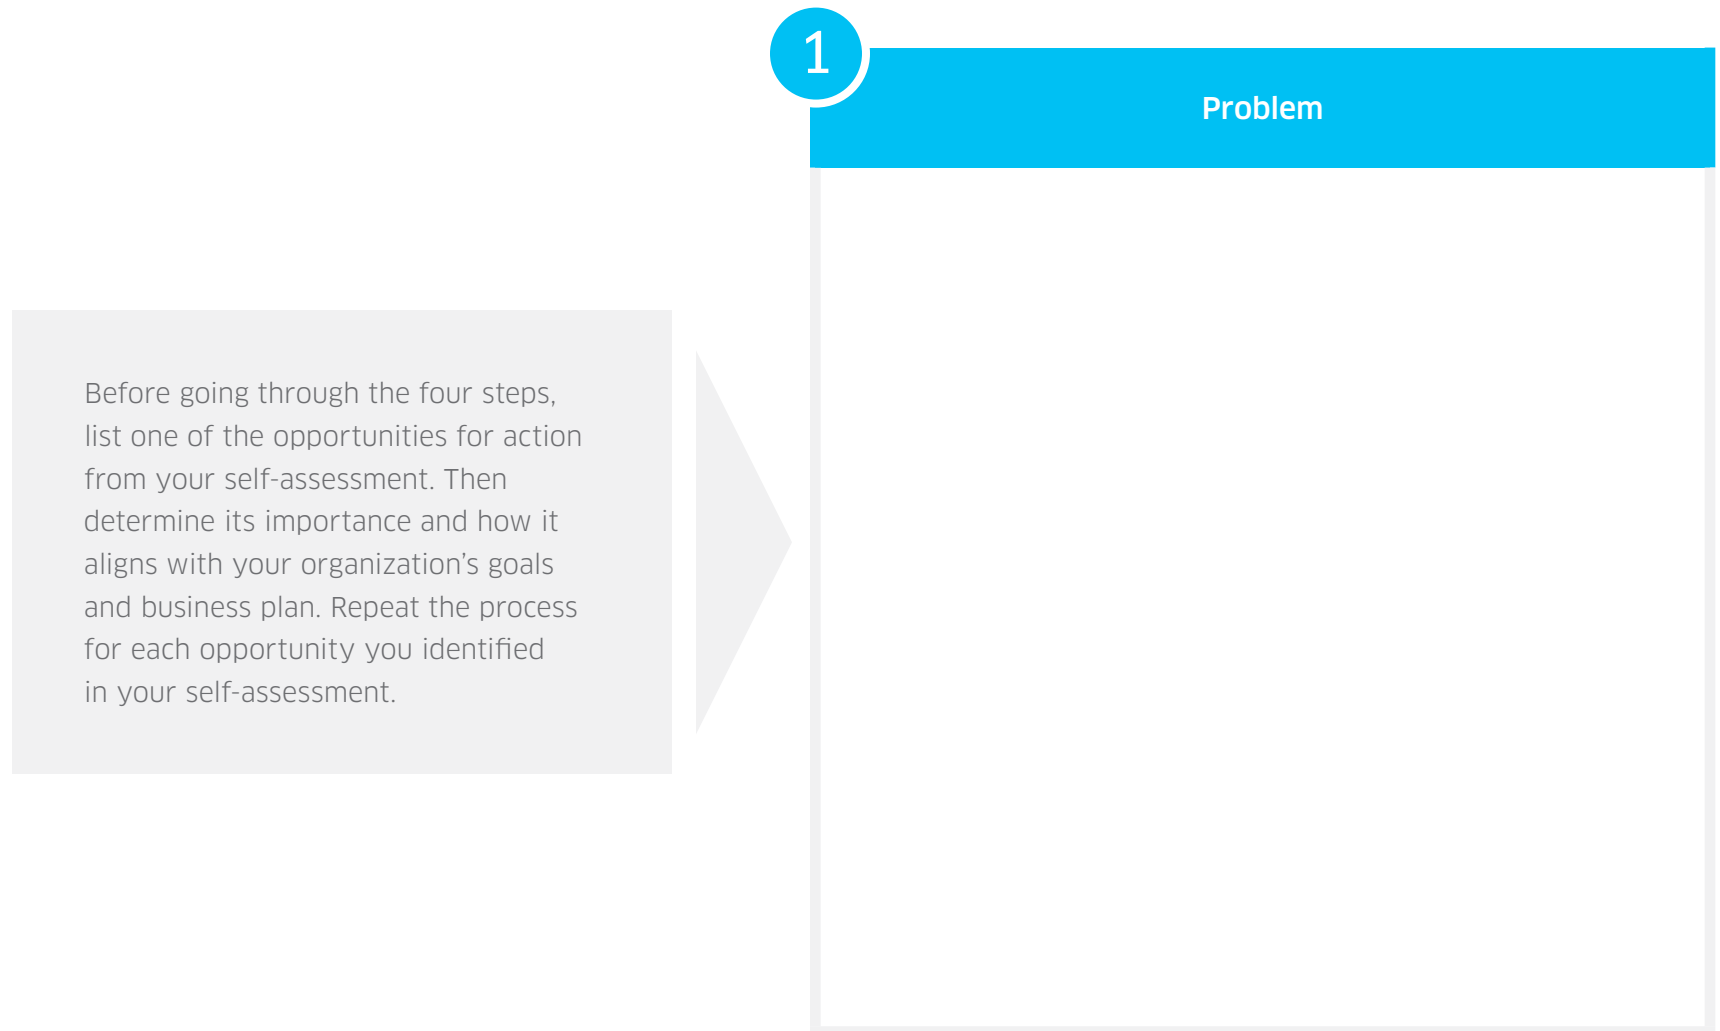 1
Problem
Before going through the four steps,
list one of the opportunities for action
from your self-assessment. Then
determine its importance and how it
aligns with your organization’s goals
and business plan. Repeat the process
for each opportunity you identified
in your self-assessment.